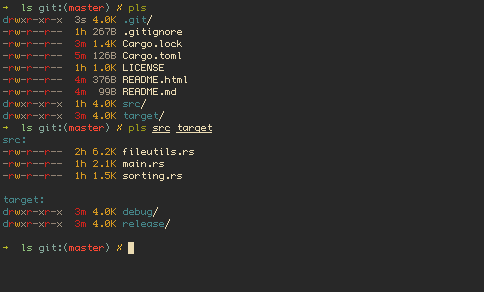 ➜  ls git:(master) ✗ pls
drwxr-xr-x  3s 4.0K .git/
-rw-r--r--  1h 267B .gitignore
-rw-r--r--  3m 1.4K Cargo.lock
-rw-r--r--  5m 126B Cargo.toml
-rw-r--r--  1h 1.0K LICENSE
-rw-r--r--  4m 376B README.html
-rw-r--r--  4m  99B README.md
drwxr-xr-x  1h 4.0K src/
drwxr-xr-x  3m 4.0K target/
➜  ls git:(master) ✗ pls src target
src:
-rw-r--r--  2h 6.2K fileutils.rs
-rw-r--r--  1h 2.1K main.rs
-rw-r--r--  1h 1.5K sorting.rs
target:
drwxr-xr-x  3m 4.0K debug/
drwxr-xr-x  3m 4.0K release/
➜  ls git:(master) ✗